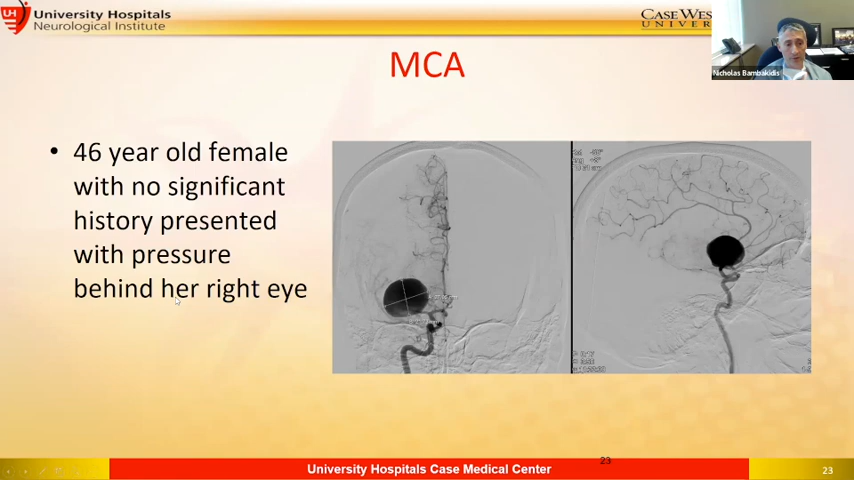 UH
University Hospitals
Neurological Institute
CASE WES
UNIVER
Nicholas Bambakidis
MCA
• 46 year old female
with no significant
history presented
with pressure
behind her right eye
23
University Hospitals Case Medical Center
23